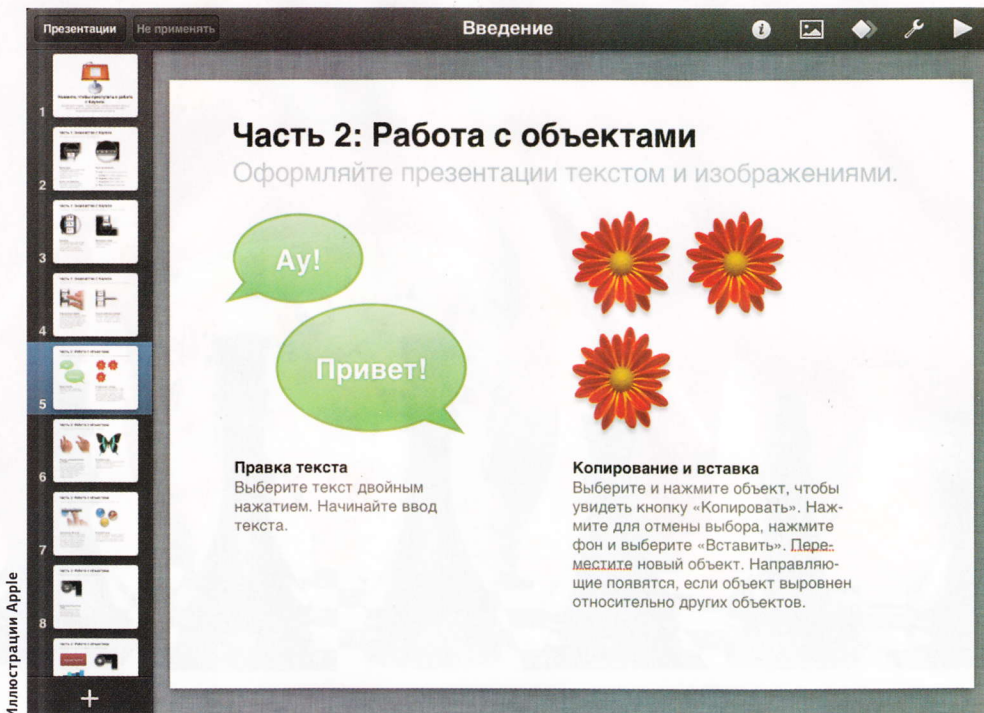 Презентации
Не применять
Введение
1
2
3
4
5
6
7
8
Часть 2: Работа с объектами
Оформляйте презентации текстом и изображениями.
Ау!
Привет!
Правка текста
Выберите текст двойным
нажатием. Начинайте ввод
текста.
Копирование и вставка
Выберите и нажмите объект, чтобы
увидеть кнопку «Копировать». Наж-
мите для отмены выбора, нажмите
фон и выберите «Вставить». Пере-
местите новый объект. Направляю-
щие появятся, если объект выровнен
относительно других объектов.
Иллюстрации Apple